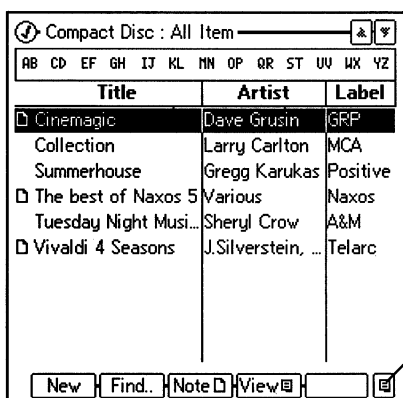 Compact Disc : All Item
AB CD EF GH IJ KL MN OP QR ST UV WX YZ
Title Artist Label
Cinemagic Dave Grusin GRP
Collection Larry Carlton MCA
Summerhouse Gregg Karukas Positive
The best of Naxos 5 Various Naxos
Tuesday Night Musi... Sheryl Crow A&M
Vivaldi 4 Seasons J.Silverstein, ... Telarc
New Find.. Note View